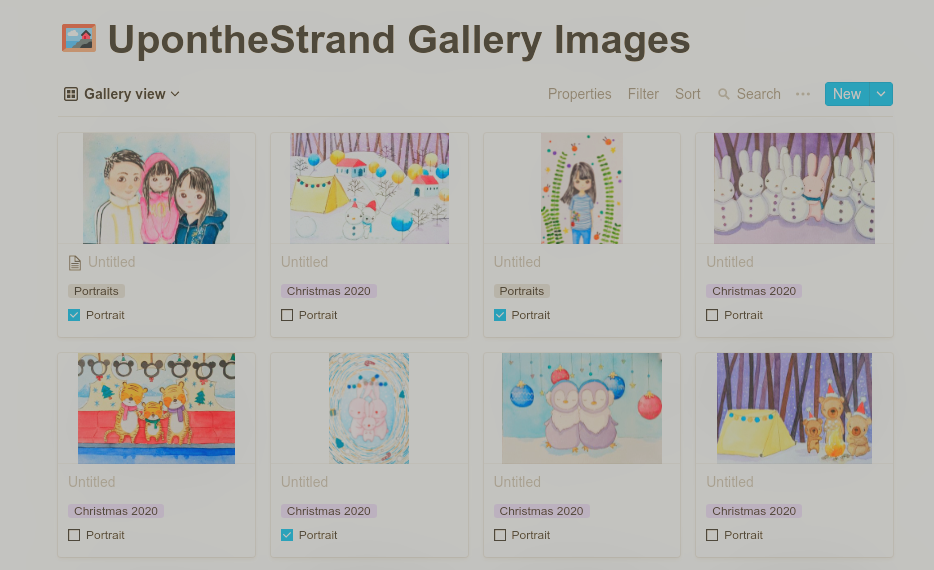 UpontheStrand Gallery Images
Gallery view
Properties Filter Sort Search ... New
Untitled Untitled Untitled Untitled
Portraits Christmas 2020 Portraits Christmas 2020
Portrait Portrait Portrait Portrait
Untitled Untitled Untitled Untitled
Christmas 2020 Christmas 2020 Christmas 2020 Christmas 2020
Portrait Portrait Portrait Portrait